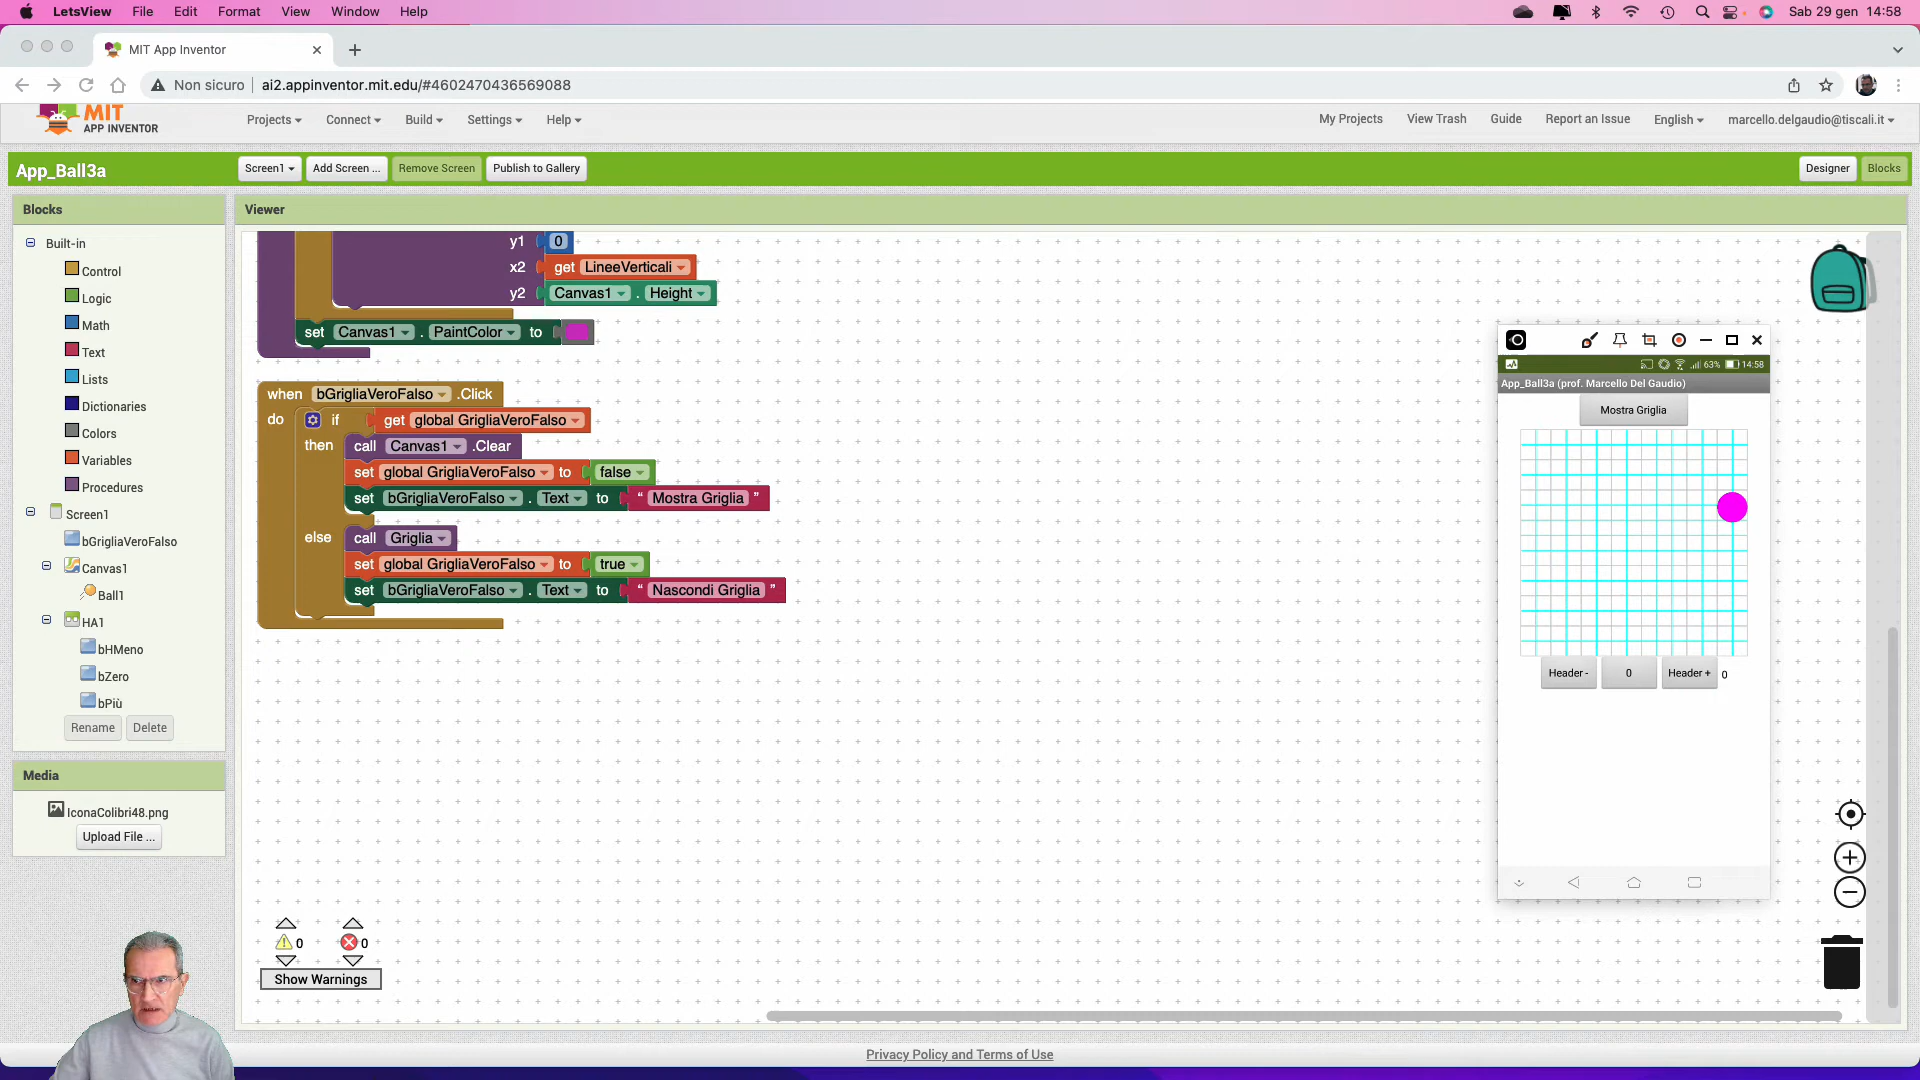 LetsView File Edit Format View Window Help Sab 29 gen 14:58
MIT App Inventor
Non sicuro ai2.appinventor.mit.edu/#4602470436569088
MIT
APP INVENTOR
Projects Connect Build Settings Help My Projects View Trash Guide Report an Issue English marcello.delgaudio@tiscali.it
App_Ball3a Screen1 Add Screen ... Remove Screen Publish to Gallery Designer Blocks
Blocks
Built-in
Control
Logic
Math
Text
Lists
Dictionaries
Colors
Variables
Procedures
Screen1
bGrigliaVeroFalso
Canvas1
Ball1
HA1
bHMeno
bZero
bPiù
Rename Delete
Media
IconaColibri48.png
Upload File ...
Viewer
y1 0
x2 get LineeVerticali
y2 Canvas1 . Height
set Canvas1 . PaintColor to
when bGrigliaVeroFalso .Click
do if get global GrigliaVeroFalso
then call Canvas1 .Clear
set global GrigliaVeroFalso to false
set bGrigliaVeroFalso . Text to “ Mostra Griglia ”
else call Griglia
set global GrigliaVeroFalso to true
set bGrigliaVeroFalso . Text to “ Nascondi Griglia ”
0 0
Show Warnings
63% 14:58
App_Ball3a (prof. Marcello Del Gaudio)
Mostra Griglia
Header - 0 Header + 0
Privacy Policy and Terms of Use